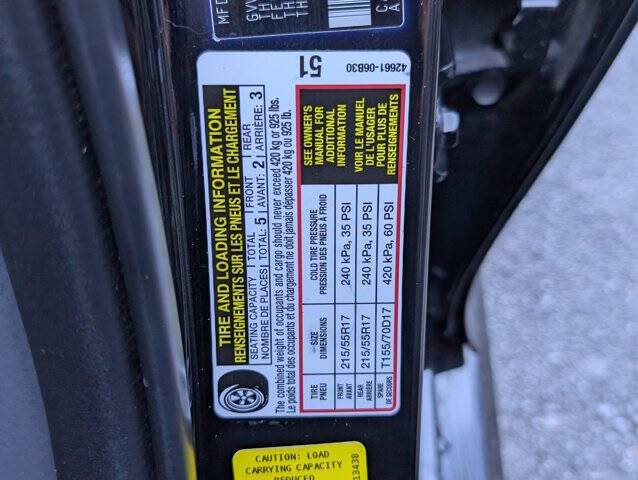 MFD
GV
TH
FE
TH
TH
C
A
TIRE AND LOADING INFORMATION
RENSEIGNEMENTS SUR LES PNEUS ET LE CHARGEMENT
SEATING CAPACITY | TOTAL | FRONT | REAR
NOMBRE DE PLACES | TOTAL: 5 | AVANT: 2 | ARRIÈRE: 3
The combined weight of occupants and cargo should never exceed 420 kg or 925 lbs.
Le poids total des occupants et du chargement ne doit jamais dépasser 420 kg ou 925 lb.
TIRE PNEU | SIZE DIMENSIONS | COLD TIRE PRESSURE PRESSION DES PNEUS À FROID
FRONT AVANT | 215/55R17 | 240 kPa, 35 PSI
REAR ARRIÈRE | 215/55R17 | 240 kPa, 35 PSI
SPARE DE SECOURS | T155/70D17 | 420 kPa, 60 PSI
SEE OWNER'S
MANUAL FOR
ADDITIONAL
INFORMATION
VOIR LE MANUEL
DE L'USAGER
POUR PLUS DE
RENSEIGNEMENTS
51
42661-06B30
CAUTION: LOAD
CARRYING CAPACITY
REDUCED
13438